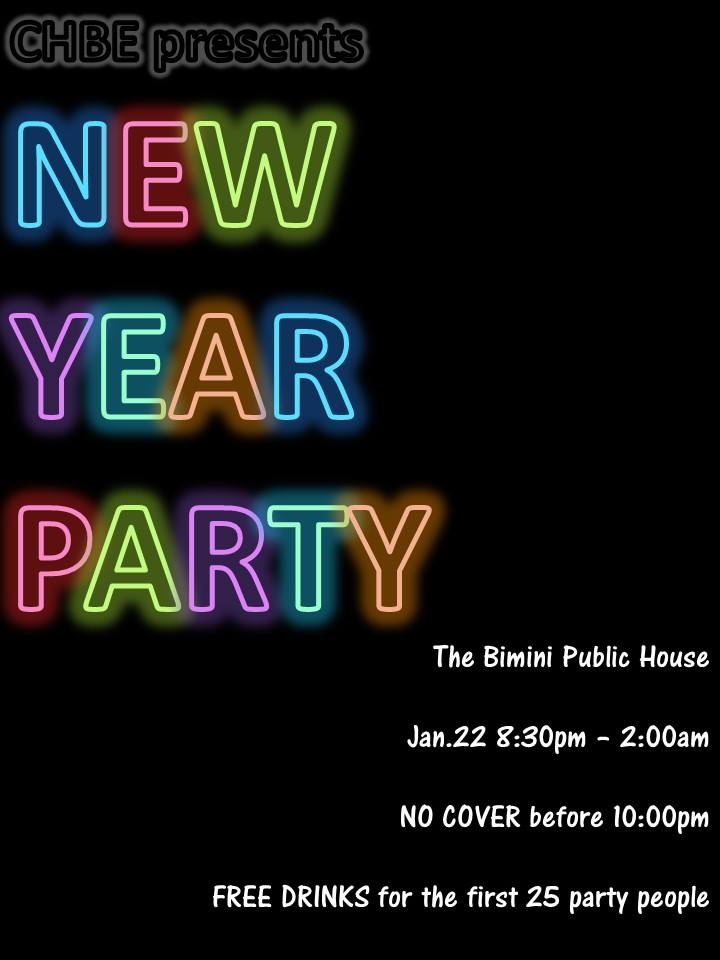 CHBE presents
NEW
YEAR
PARTY
The Bimini Public House
Jan.22 8:30pm - 2:00am
NO COVER before 10:00pm
FREE DRINKS for the first 25 party people